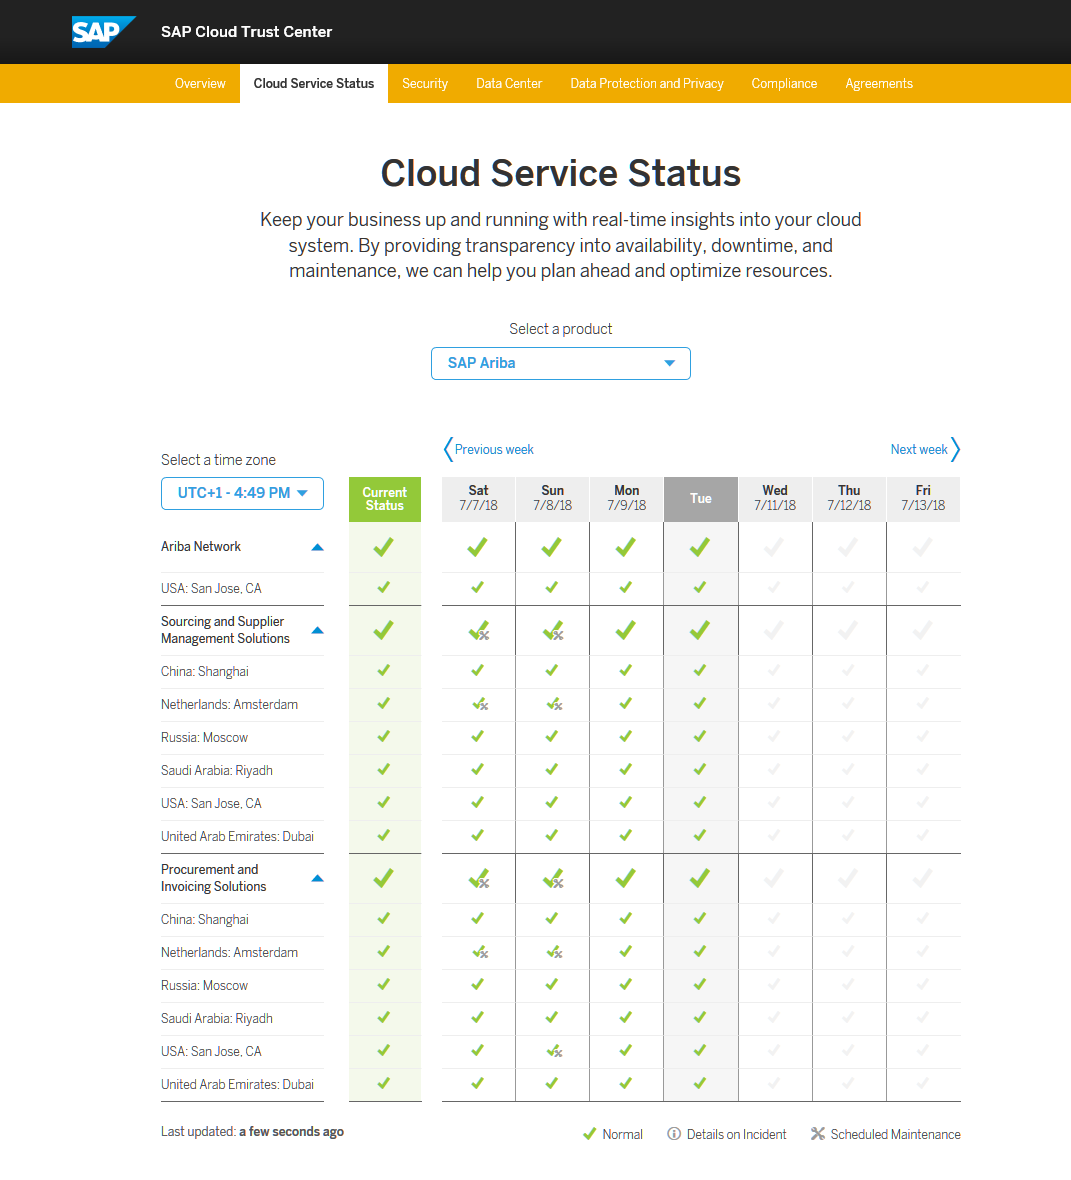 SAP
SAP Cloud Trust Center
Overview
Cloud Service Status
Security
Data Center
Data Protection and Privacy
Compliance
Agreements
Cloud Service Status
Keep your business up and running with real-time insights into your cloud
system. By providing transparency into availability, downtime, and
maintenance, we can help you plan ahead and optimize resources.
Select a product
SAP Ariba
Previous week
Next week
Select a time zone
UTC+1 - 4:49 PM
Current
Status
Sat
7/7/18
Sun
7/8/18
Mon
7/9/18
Tue
Wed
7/11/18
Thu
7/12/18
Fri
7/13/18
Ariba Network
USA: San Jose, CA
Sourcing and Supplier
Management Solutions
China: Shanghai
Netherlands: Amsterdam
Russia: Moscow
Saudi Arabia: Riyadh
USA: San Jose, CA
United Arab Emirates: Dubai
Procurement and
Invoicing Solutions
China: Shanghai
Netherlands: Amsterdam
Russia: Moscow
Saudi Arabia: Riyadh
USA: San Jose, CA
United Arab Emirates: Dubai
Last updated: a few seconds ago
Normal
Details on Incident
Scheduled Maintenance